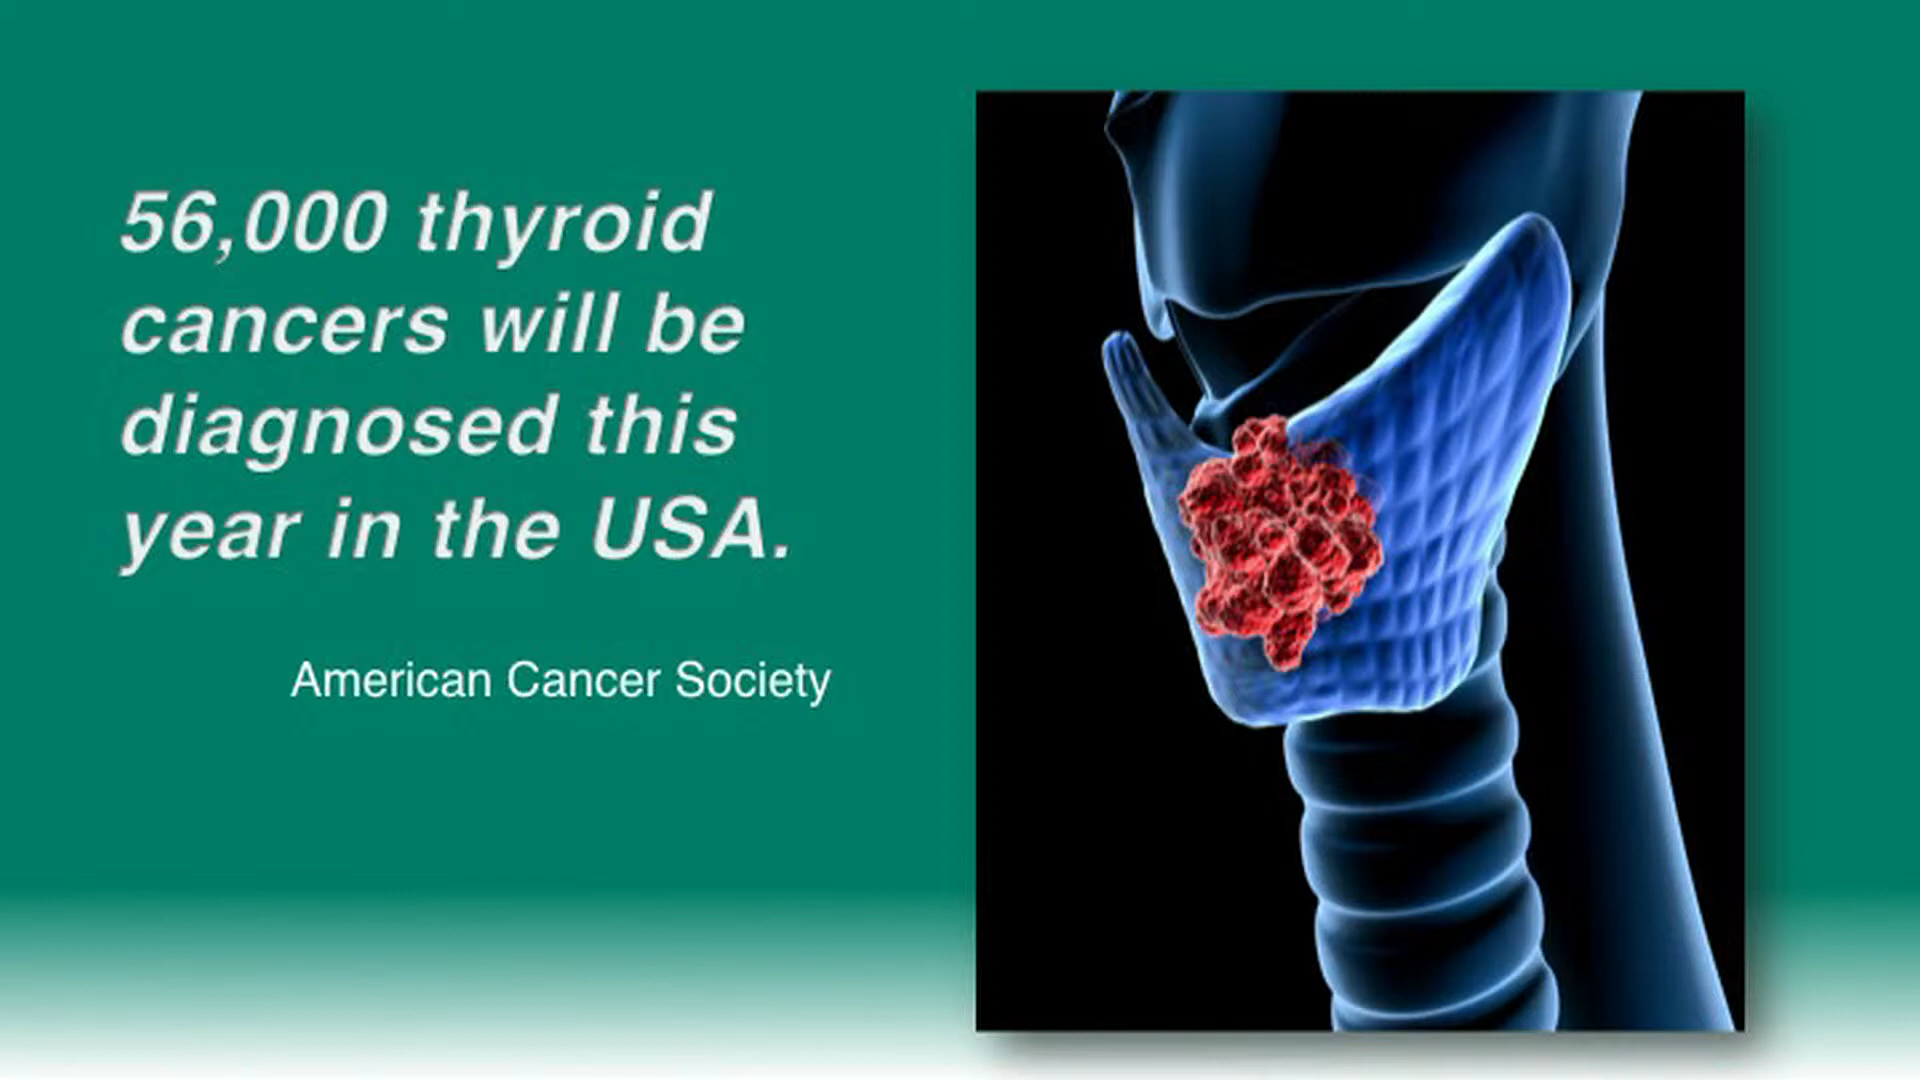 56,000 thyroid
cancers will be
diagnosed this
year in the USA.
American Cancer Society